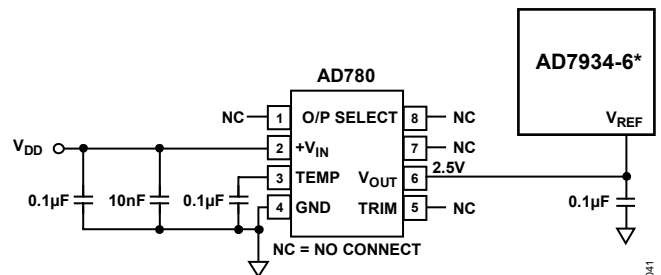 AD780
AD7934-6*
VREF
NC 1 O/P SELECT 8 NC
VDD
2 +VIN 7 NC
3 TEMP VOUT 6 2.5V
4 GND TRIM 5 NC
0.1µF 10nF 0.1µF
0.1µF
NC = NO CONNECT
041